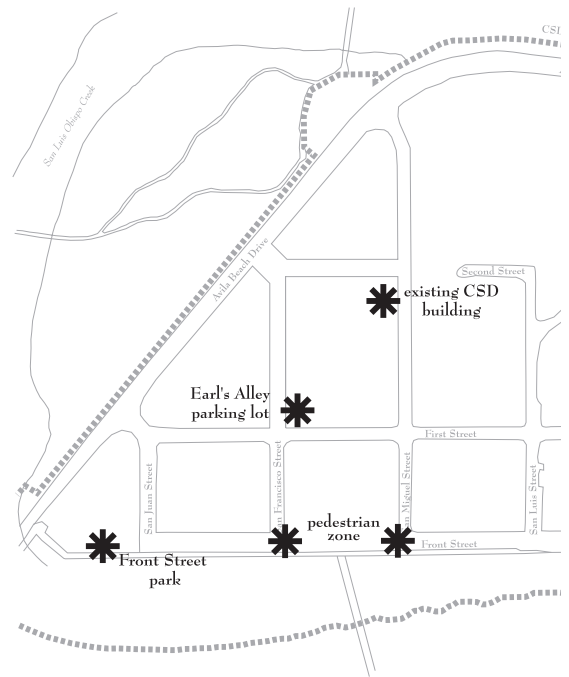 CSD
San Luis Obispo Creek
Avila Beach Drive
Second Street
existing CSD
building
Earl's Alley
parking lot
First Street
San Juan Street
San Francisco Street
San Miguel Street
San Luis Street
pedestrian
zone
Front Street
Front Street
park